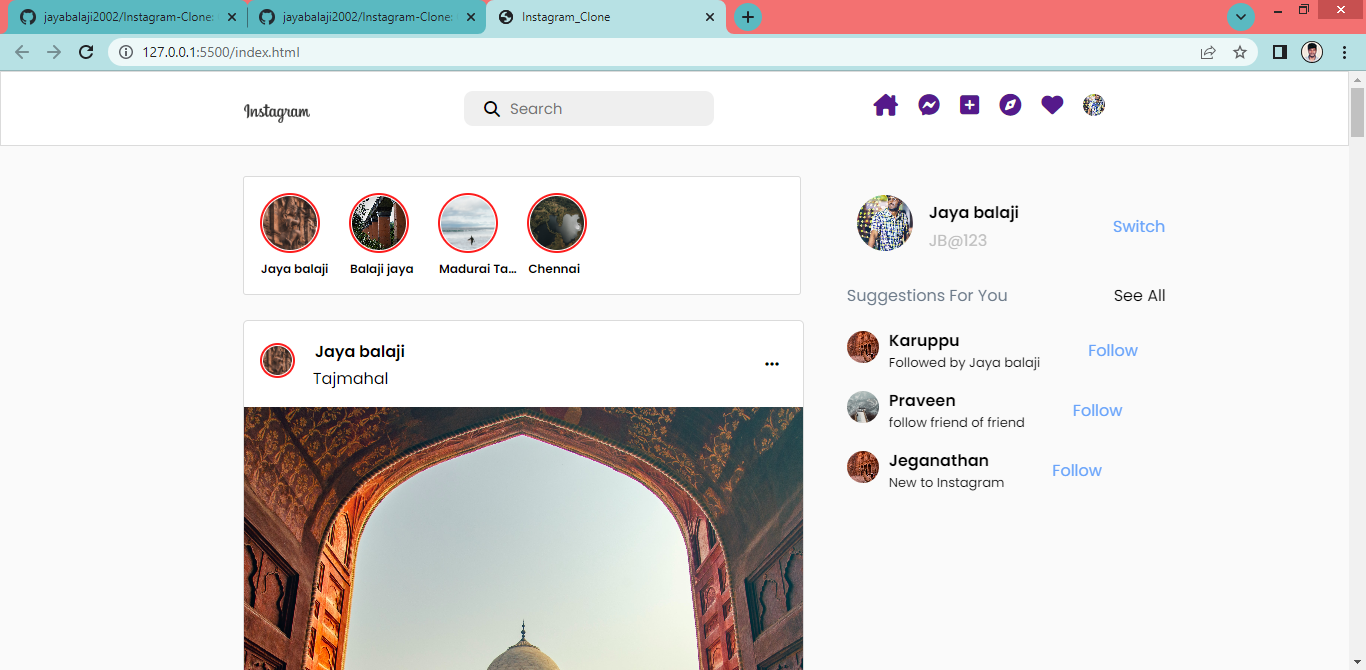 jayabalaji2002/Instagram-Clone:
jayabalaji2002/Instagram-Clone:
Instagram_Clone
127.0.0.1:5500/index.html
Instagram
Search
Jaya balaji
Balaji jaya
Madurai Ta...
Chennai
Jaya balaji
JB@123
Switch
Suggestions For You
See All
Karuppu
Followed by Jaya balaji
Follow
Praveen
follow friend of friend
Follow
Jeganathan
New to Instagram
Follow
Jaya balaji
Tajmahal